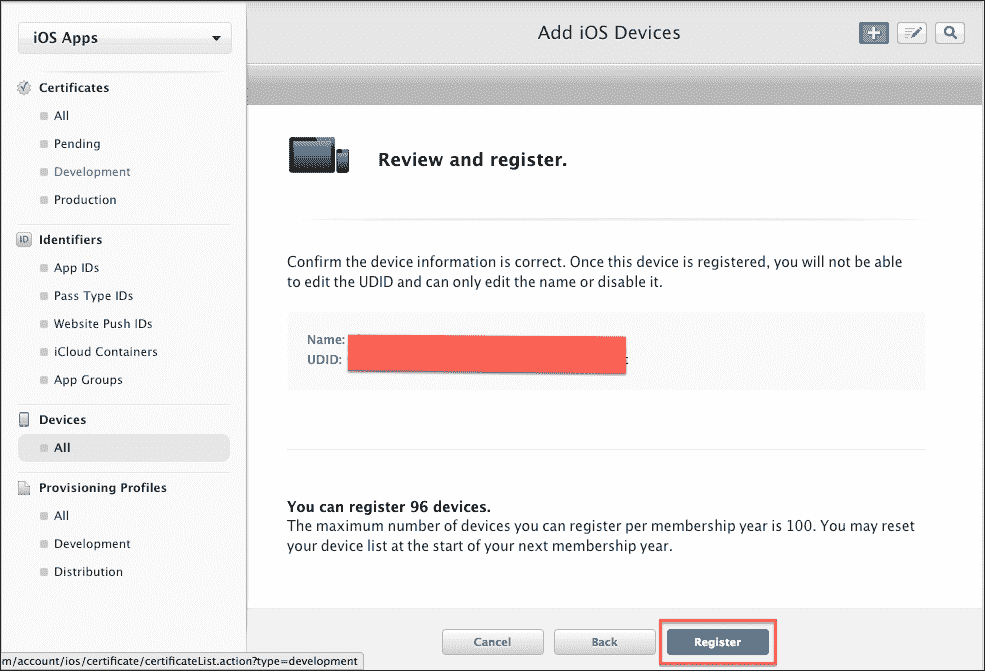 iOS Apps
Certificates
All
Pending
Development
Production
ID Identifiers
App IDs
Pass Type IDs
Website Push IDs
iCloud Containers
App Groups
Devices
All
Provisioning Profiles
All
Development
Distribution
Add iOS Devices
Review and register.
Confirm the device information is correct. Once this device is registered, you will not be able
to edit the UDID and can only edit the name or disable it.
Name:
UDID:
You can register 96 devices.
The maximum number of devices you can register per membership year is 100. You may reset
your device list at the start of your next membership year.
Cancel Back Register
m/account/ios/certificate/certificateList.action?type=development